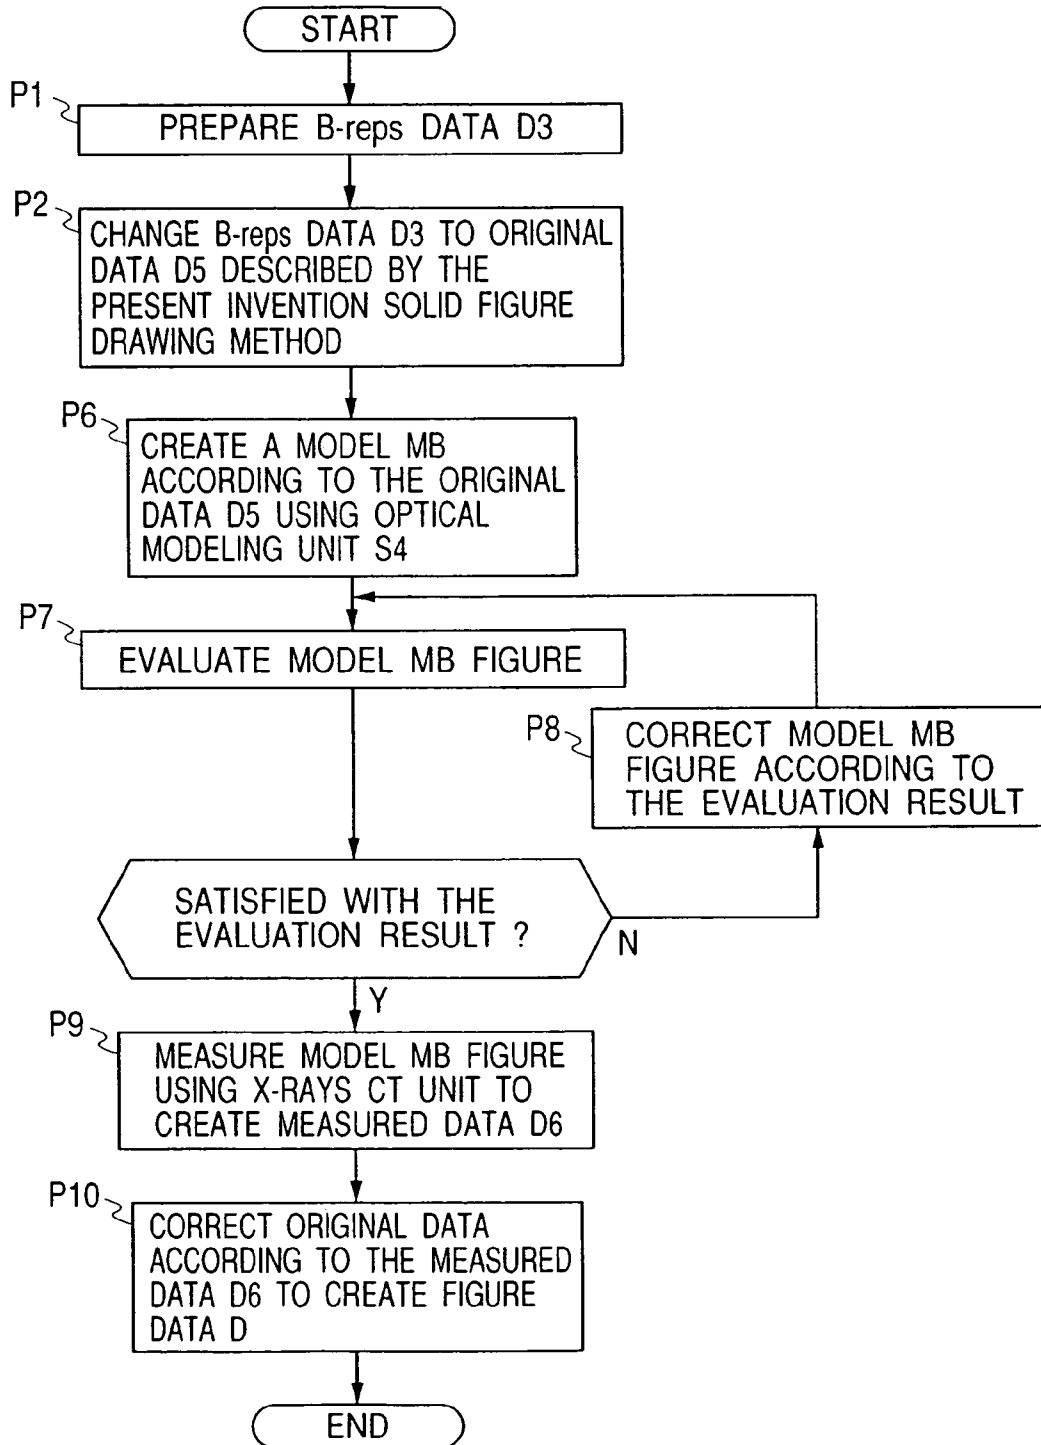 START
P1
PREPARE B-reps DATA D3
P2
CHANGE B-reps DATA D3 TO ORIGINAL
DATA D5 DESCRIBED BY THE
PRESENT INVENTION SOLID FIGURE
DRAWING METHOD
P6
CREATE A MODEL MB
ACCORDING TO THE ORIGINAL
DATA D5 USING OPTICAL
MODELING UNIT S4
P7
EVALUATE MODEL MB FIGURE
P8
CORRECT MODEL MB
FIGURE ACCORDING TO
THE EVALUATION RESULT
SATISFIED WITH THE
EVALUATION RESULT ?
N
Y
P9
MEASURE MODEL MB FIGURE
USING X-RAYS CT UNIT TO
CREATE MEASURED DATA D6
P10
CORRECT ORIGINAL DATA
ACCORDING TO THE MEASURED
DATA D6 TO CREATE FIGURE
DATA D
END